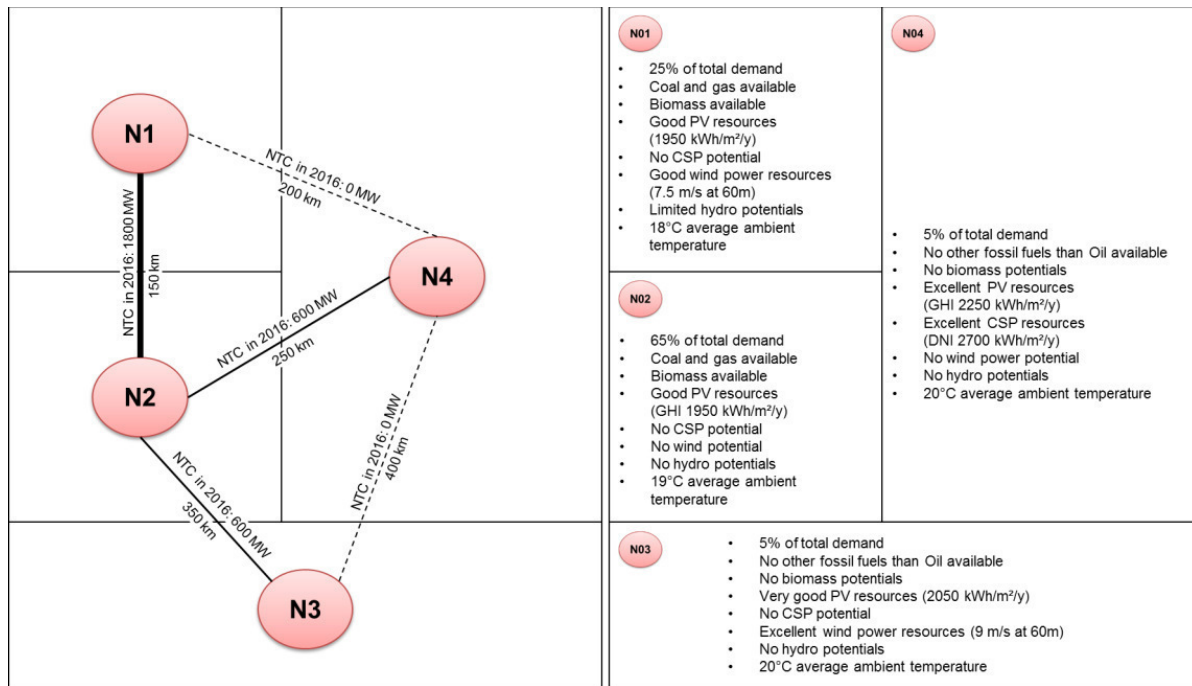 N1
NTC in 2016: 0 MW
200 km
NTC in 2016: 1800 MW
150 km
N4
NTC in 2016: 600 MW
250 km
N2
NTC in 2016: 0 MW
400 km
NTC in 2016: 600 MW
350 km
N3
N01
• 25% of total demand
• Coal and gas available
• Biomass available
• Good PV resources
(1950 kWh/m²/y)
• No CSP potential
• Good wind power resources
(7.5 m/s at 60m)
• Limited hydro potentials
• 18°C average ambient
temperature
N02
• 65% of total demand
• Coal and gas available
• Biomass available
• Good PV resources
(GHI 1950 kWh/m²/y)
• No CSP potential
• No wind potential
• No hydro potentials
• 19°C average ambient
temperature
N04
• 5% of total demand
• No other fossil fuels than Oil available
• No biomass potentials
• Excellent PV resources
(GHI 2250 kWh/m²/y)
• Excellent CSP resources
(DNI 2700 kWh/m²/y)
• No wind power potential
• No hydro potentials
• 20°C average ambient temperature
N03
• 5% of total demand
• No other fossil fuels than Oil available
• No biomass potentials
• Very good PV resources (2050 kWh/m²/y)
• No CSP potential
• Excellent wind power resources (9 m/s at 60m)
• No hydro potentials
• 20°C average ambient temperature